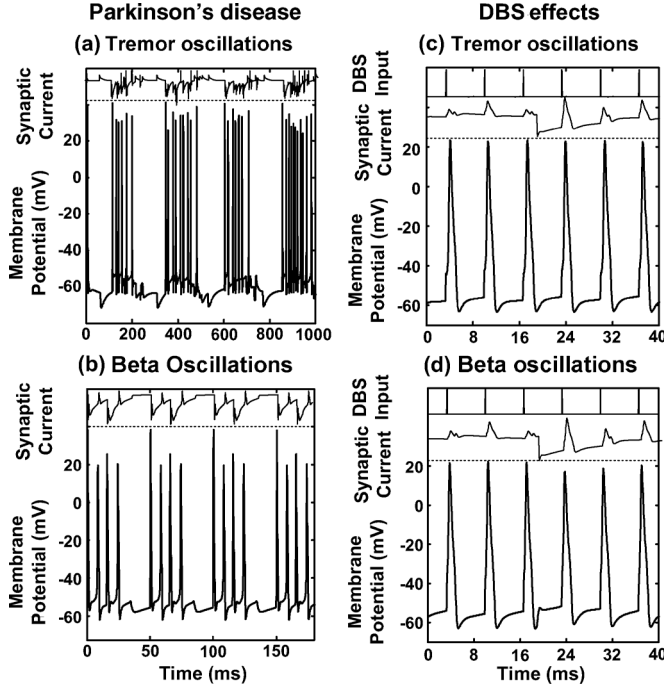 Parkinson's disease
(a) Tremor oscillations
Synaptic
Current
Membrane
Potential (mV)
20
0
-20
-40
-60
0 200 400 600 800 1000
(b) Beta Oscillations
Synaptic
Current
Membrane
Potential (mV)
20
0
20
-40
-60
0 50 100 150
Time (ms)
DBS effects
(c) Tremor oscillations
DBS
Input
Synaptic
Current
Membrane
Potential (mV)
20
0
-20
-40
-60
0 8 16 24 32 40
(d) Beta oscillations
DBS
Input
Synaptic
Current
Membrane
Potential (mV)
20
0
20
-40
-60
0 8 16 24 32 40
Time (ms)